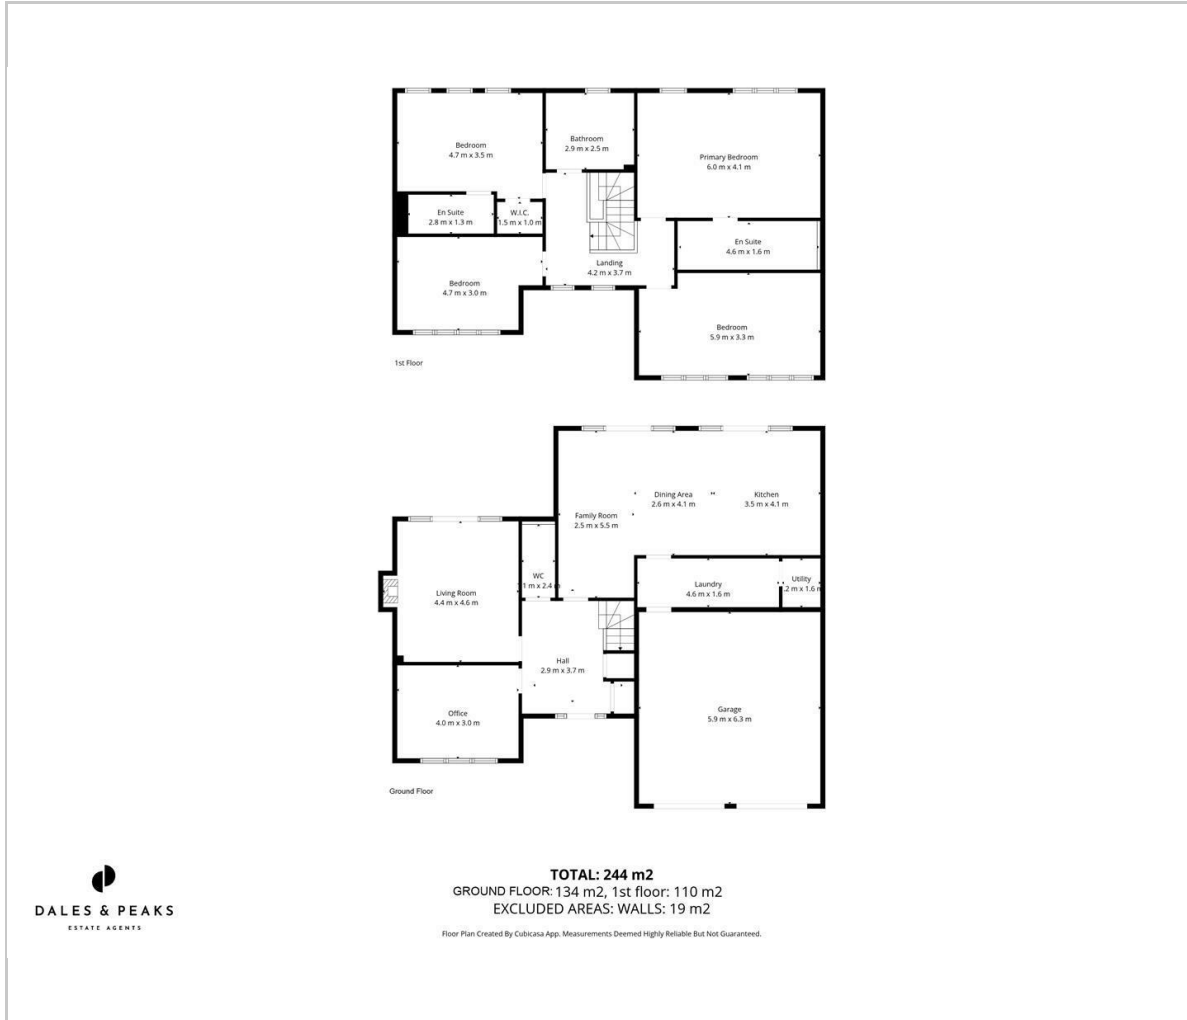 Bedroom
4.7 m x 3.5 m
Bathroom
2.9 m x 2.5 m
Primary Bedroom
6.0 m x 4.1 m
En Suite
2.8 m x 1.3 m
W.I.C.
1.5 m x 1.0 m
En Suite
4.6 m x 1.6 m
Landing
4.2 m x 3.7 m
Bedroom
4.7 m x 3.0 m
Bedroom
5.9 m x 3.3 m
1st Floor
Dining Area
2.6 m x 4.1 m
Kitchen
3.5 m x 4.1 m
Family Room
2.5 m x 5.5 m
WC
1 m x 2.4 m
Laundry
4.6 m x 1.6 m
Utility
.2 m x 1.6 m
Living Room
4.4 m x 4.6 m
Hall
2.9 m x 3.7 m
Office
4.0 m x 3.0 m
Garage
5.9 m x 6.3 m
Ground Floor
TOTAL: 244 m2
GROUND FLOOR: 134 m2, 1st floor: 110 m2
EXCLUDED AREAS: WALLS: 19 m2
Floor Plan Created By Cubicasa App. Measurements Deemed Highly Reliable But Not Guaranteed.
DALES & PEAKS
ESTATE AGENTS